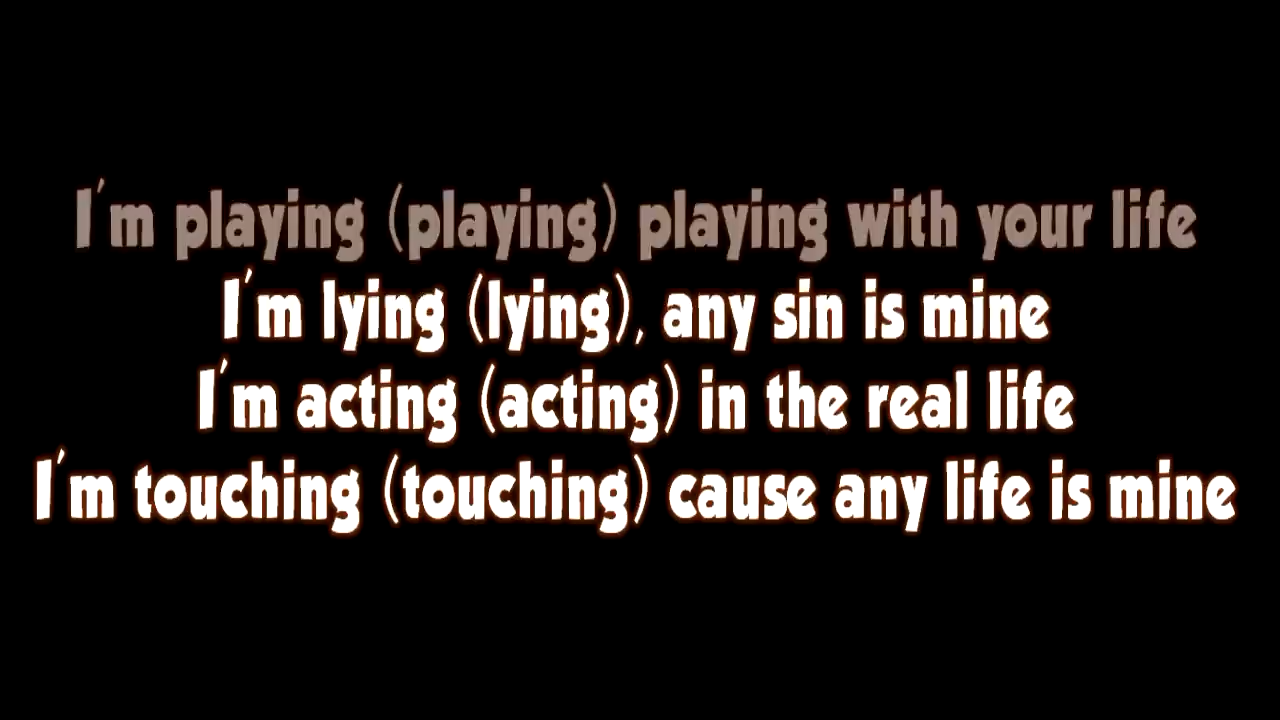 I'm playing (playing) playing with your life
I'm lying (lying), any sin is mine
I'm acting (acting) in the real life
I'm touching (touching) cause any life is mine